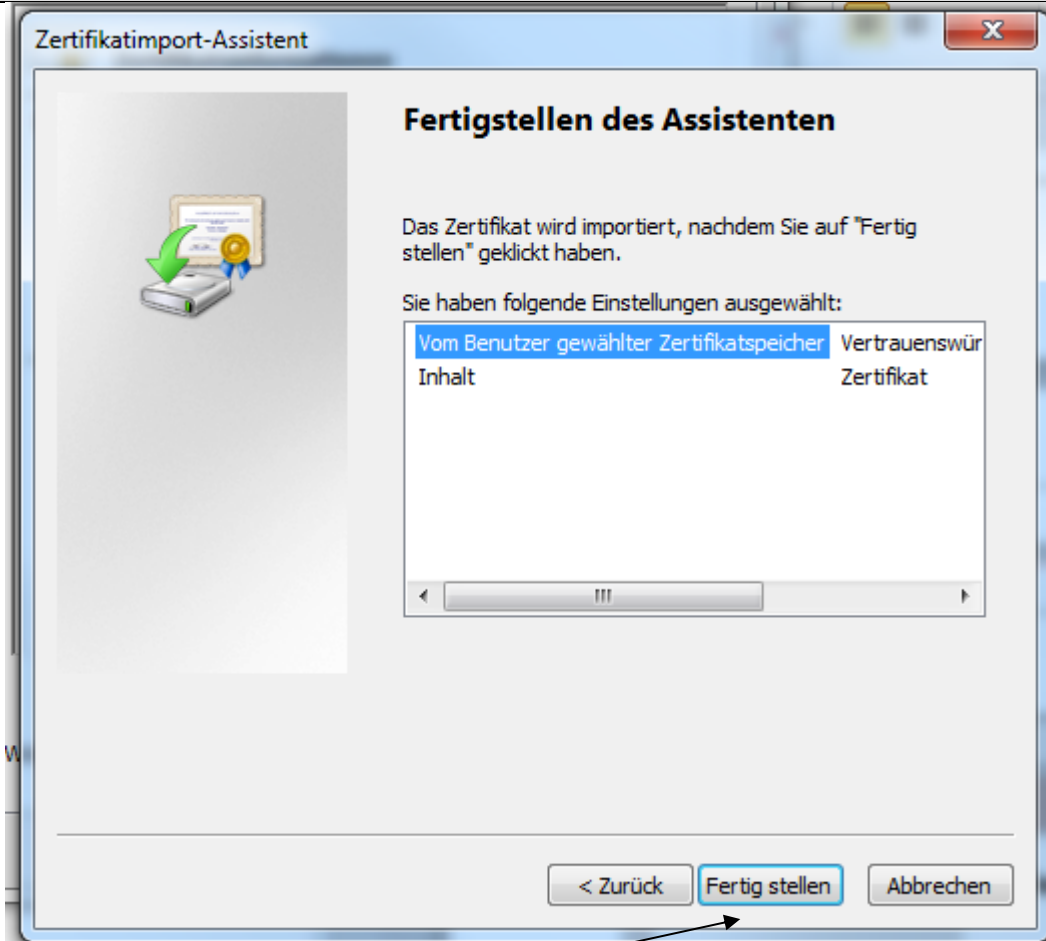 Zertifikatimport-Assistent
Fertigstellen des Assistenten
Das Zertifikat wird importiert, nachdem Sie auf "Fertig
stellen" geklickt haben.
Sie haben folgende Einstellungen ausgewählt:
Vom Benutzer gewählter Zertifikatspeicher Vertrauenswür
Inhalt Zertifikat
< Zurück Fertig stellen Abbrechen